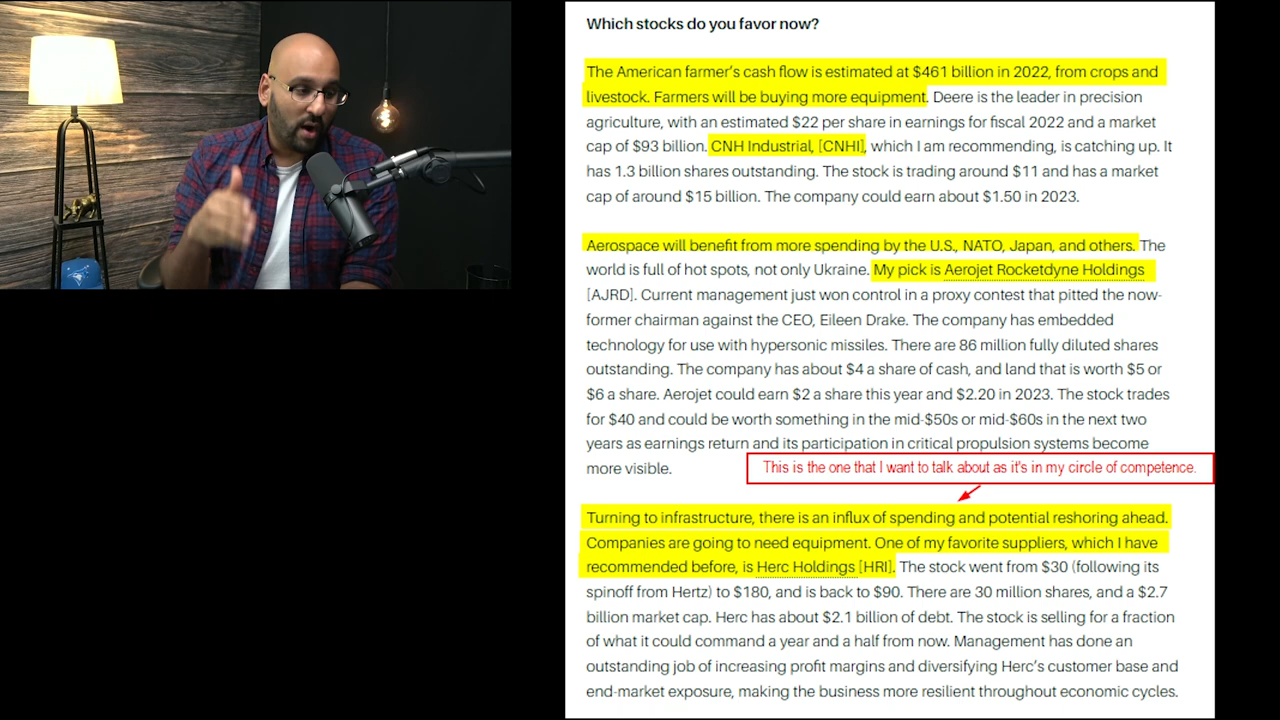 Which stocks do you favor now?
The American farmer's cash flow is estimated at $461 billion in 2022, from crops and
livestock. Farmers will be buying more equipment. Deere is the leader in precision
agriculture, with an estimated $22 per share in earnings for fiscal 2022 and a market
cap of $93 billion. CNH Industrial, [CNHI], which I am recommending, is catching up. It
has 1.3 billion shares outstanding. The stock is trading around $11 and has a market
cap of around $15 billion. The company could earn about $1.50 in 2023.
Aerospace will benefit from more spending by the U.S., NATO, Japan, and others. The
world is full of hot spots, not only Ukraine. My pick is Aerojet Rocketdyne Holdings
[AJRD]. Current management just won control in a proxy contest that pitted the now-
former chairman against the CEO, Eileen Drake. The company has embedded
technology for use with hypersonic missiles. There are 86 million fully diluted shares
outstanding. The company has about $4 a share of cash, and land that is worth $5 or
$6 a share. Aerojet could earn $2 a share this year and $2.20 in 2023. The stock trades
for $40 and could be worth something in the mid-$50s or mid-$60s in the next two
years as earnings return and its participation in critical propulsion systems become
more visible.
This is the one that I want to talk about as it's in my circle of competence.
Turning to infrastructure, there is an influx of spending and potential reshoring ahead.
Companies are going to need equipment. One of my favorite suppliers, which I have
recommended before, is Herc Holdings [HRI]. The stock went from $30 (following its
spinoff from Hertz) to $180, and is back to $90. There are 30 million shares, and a $2.7
billion market cap. Herc has about $2.1 billion of debt. The stock is selling for a fraction
of what it could command a year and a half from now. Management has done an
outstanding job of increasing profit margins and diversifying Herc's customer base and
end-market exposure, making the business more resilient throughout economic cycles.